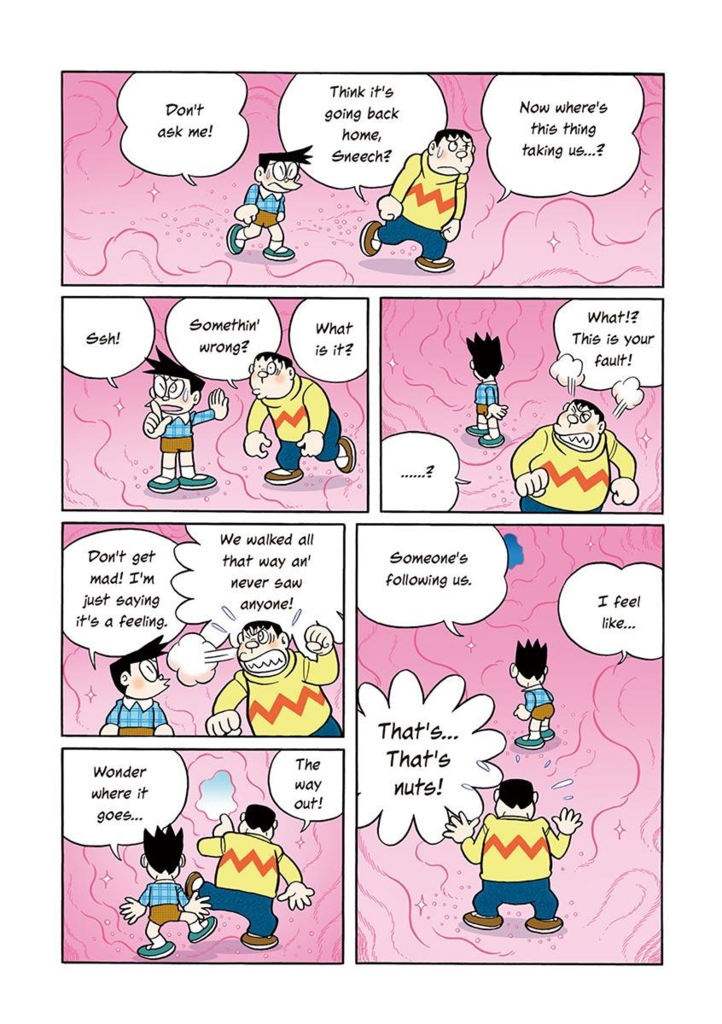 Now where's
this thing
taking us...?
Think it's
going back
home,
Sneech?
Don't
ask me!
What!?
This is your
fault!
......?
What
is it?
Somethin'
wrong?
Ssh!
I feel
like...
Someone's
following us.
That's...
That's
nuts!
We walked all
that way an'
never saw
anyone!
Don't get
mad! I'm
just saying
it's a feeling.
The
way
out!
Wonder
where it
goes...